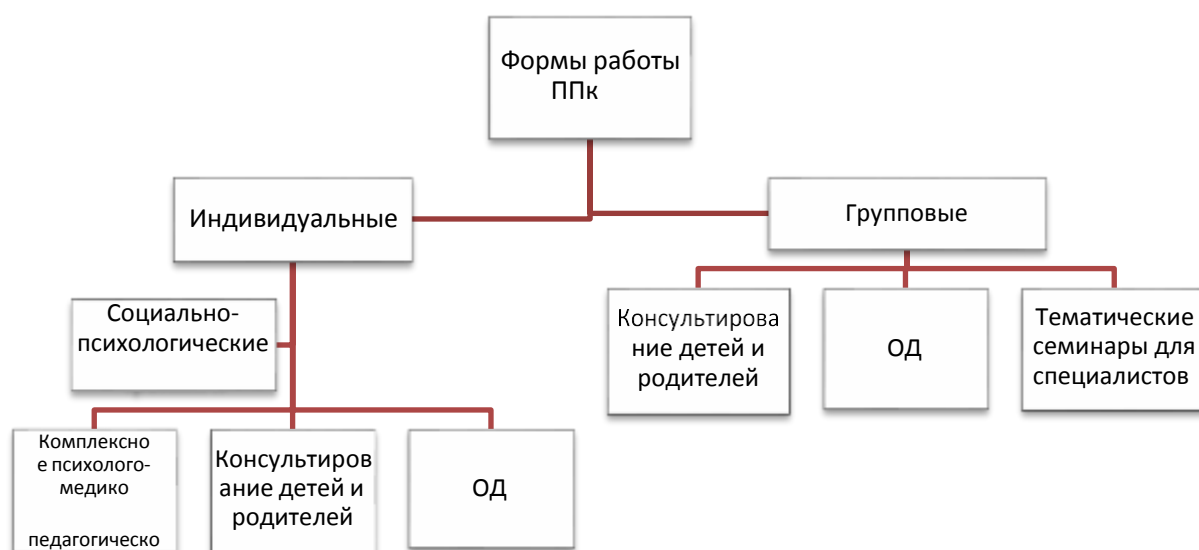 Формы работы
ППк
Индивидуальные
Групповые
Социально-
психологические
Консультирова
ние детей и
родителей
ОД
Тематические
семинары для
специалистов
Комплексно
е психолого-
медико
педагогическо
Консультиров
ание детей и
родителей
ОД